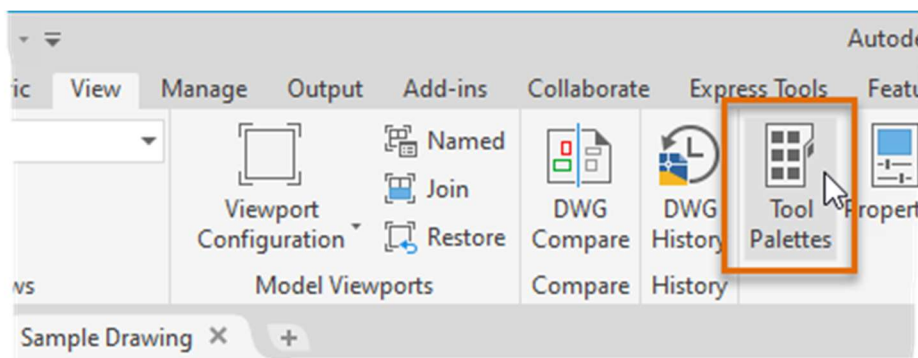 Autode
ric View Manage Output Add-ins Collaborate Express Tools Featu
Named
Join
Restore
Viewport
Configuration
DWG
Compare
DWG
History
Tool
Palettes
Propert
ws Model Viewports Compare History
Sample Drawing